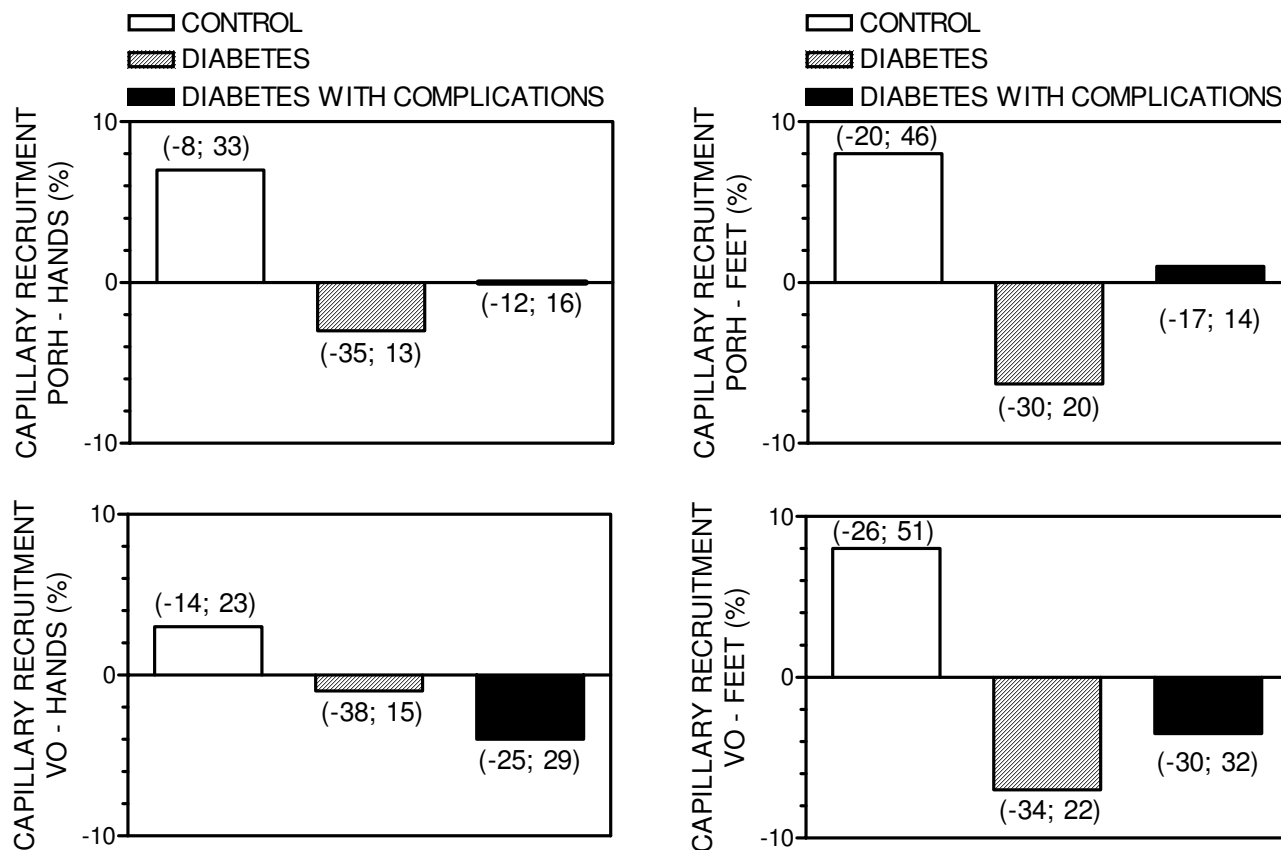 CONTROL
DIABETES
DIABETES WITH COMPLICATIONS
CAPILLARY RECRUITMENT
PORH - HANDS (%)
10
0
-10
(-8; 33)
(-35; 13)
(-12; 16)
CONTROL
DIABETES
DIABETES WITH COMPLICATIONS
CAPILLARY RECRUITMENT
PORH - FEET (%)
10
0
-10
(-20; 46)
(-30; 20)
(-17; 14)
CAPILLARY RECRUITMENT
VO - HANDS (%)
10
0
-10
(-14; 23)
(-38; 15)
(-25; 29)
CAPILLARY RECRUITMENT
VO - FEET (%)
10
0
-10
(-26; 51)
(-34; 22)
(-30; 32)